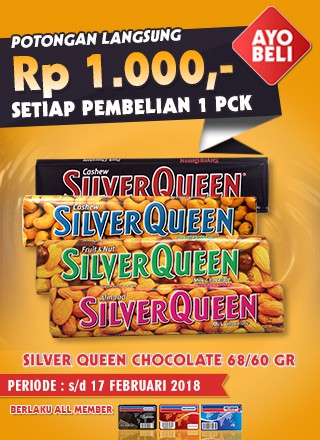 POTONGAN LANGSUNG
AYO
BELI
Rp 1.000,-
SETIAP PEMBELIAN 1 PCK
Cashew
SILVERQUEEN
Cashew
SILVERQUEEN
Fruit & Nut
SILVERQUEEN
Almond
SILVERQUEEN
SILVER QUEEN CHOCOLATE 68/60 GR
PERIODE : s/d 17 FEBRUARI 2018
BERLAKU ALL MEMBER